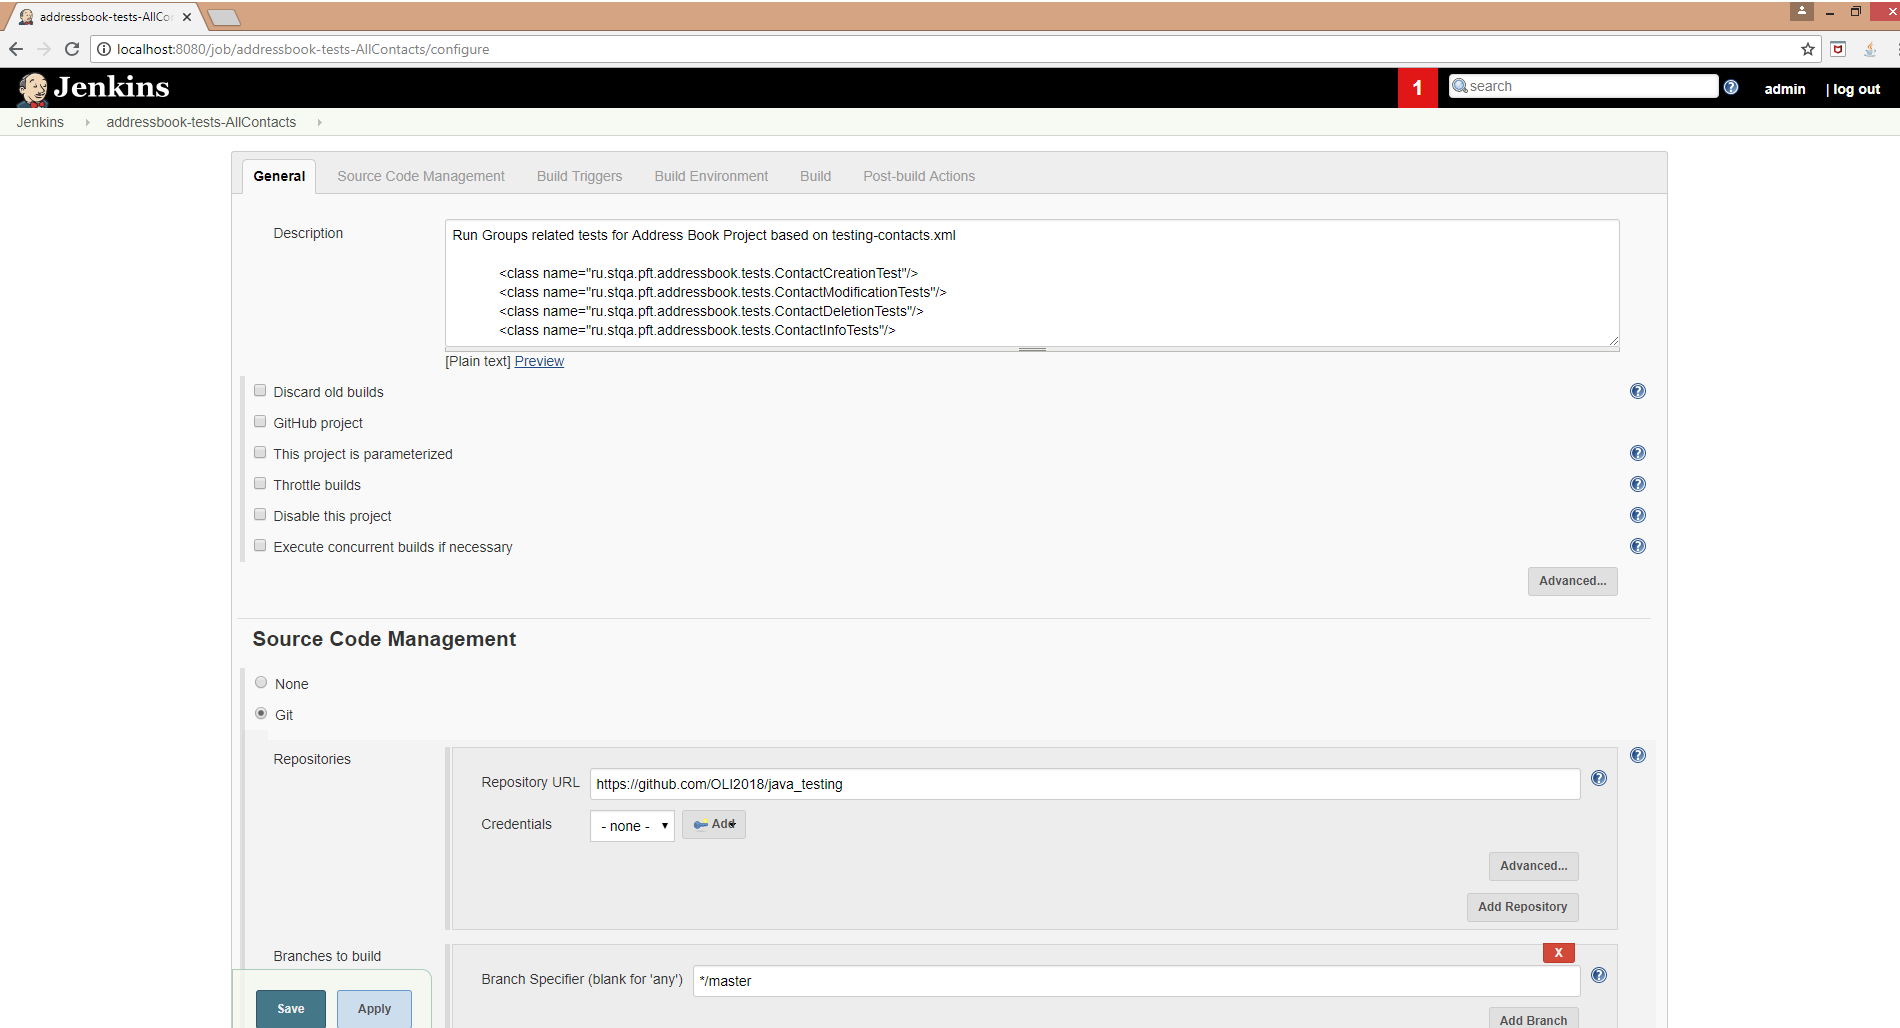 addressbook-tests-AllCo
localhost:8080/job/addressbook-tests-AllContacts/configure
Jenkins
1
search
admin
| log out
Jenkins
addressbook-tests-AllContacts
General
Source Code Management
Build Triggers
Build Environment
Build
Post-build Actions
Description
Run Groups related tests for Address Book Project based on testing-contacts.xml
<class name="ru.stqa.pft.addressbook.tests.ContactCreationTest"/>
<class name="ru.stqa.pft.addressbook.tests.ContactModificationTests"/>
<class name="ru.stqa.pft.addressbook.tests.ContactDeletionTests"/>
<class name="ru.stqa.pft.addressbook.tests.ContactInfoTests"/>
[Plain text] Preview
Discard old builds
GitHub project
This project is parameterized
Throttle builds
Disable this project
Execute concurrent builds if necessary
Advanced...
Source Code Management
None
Git
Repositories
Repository URL
https://github.com/OLI2018/java_testing
Credentials
- none -
Add
Advanced...
Add Repository
Branches to build
X
Branch Specifier (blank for 'any')
*/master
Save
Apply
Add Branch